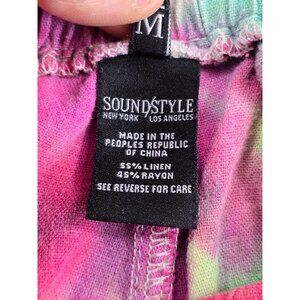 M
SOUNDSTYLE
NEW YORK LOS ANGELES
MADE IN THE
PEOPLES REPUBLIC
OF CHINA
55% LINEN
45% RAYON
SEE REVERSE FOR CARE